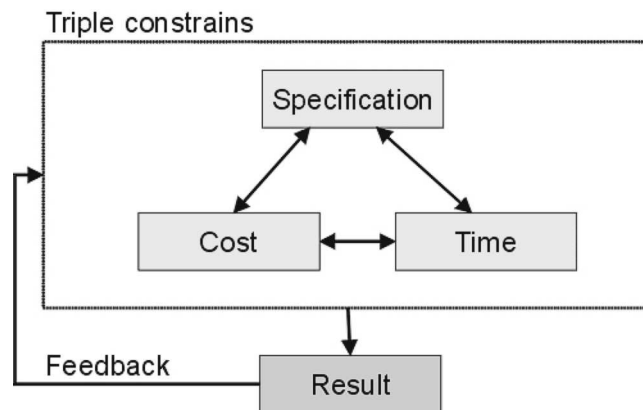 Triple constrains
Specification
Cost
Time
Feedback
Result